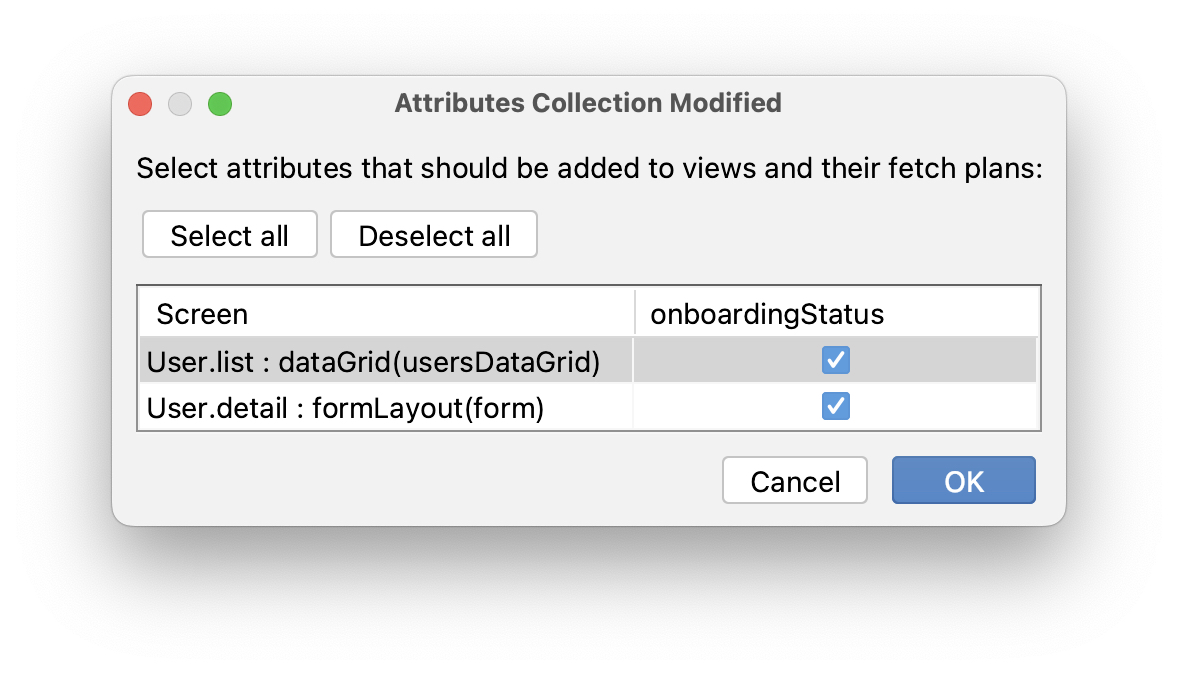 Attributes Collection Modified
Select attributes that should be added to views and their fetch plans:
Select all Deselect all
Screen onboardingStatus
User.list : dataGrid(usersDataGrid)
User.detail : formLayout(form)
Cancel OK